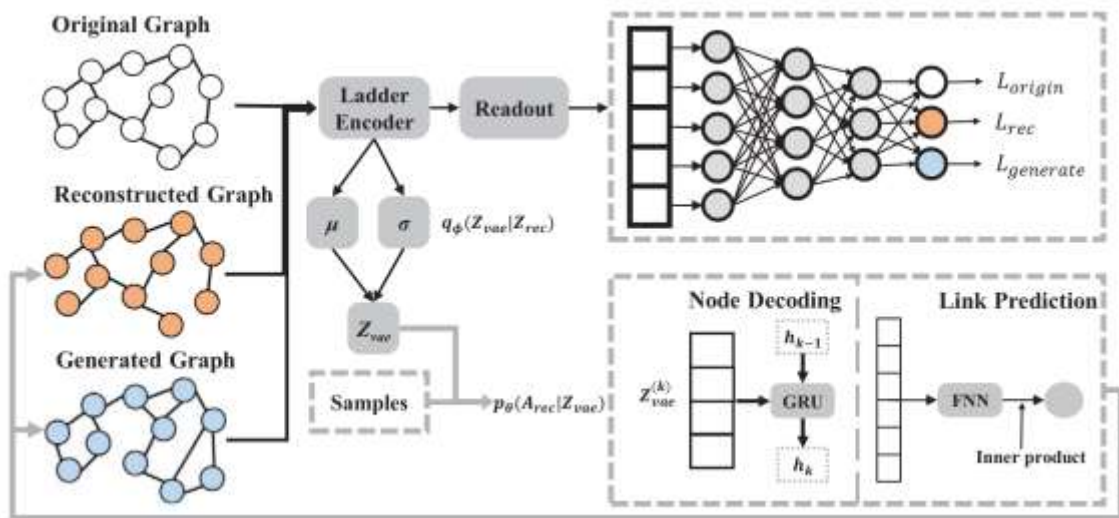 Original Graph
Ladder
Encoder
Readout
L_origin
L_rec
L_generate
Reconstructed Graph
μ
σ
q_ϕ(Z_vae|Z_rec)
Z_vae
Generated Graph
Samples
p_θ(A_rec|Z_vae)
Node Decoding
h_{k-1}
Z_vae^(k)
GRU
h_k
Link Prediction
FNN
Inner product